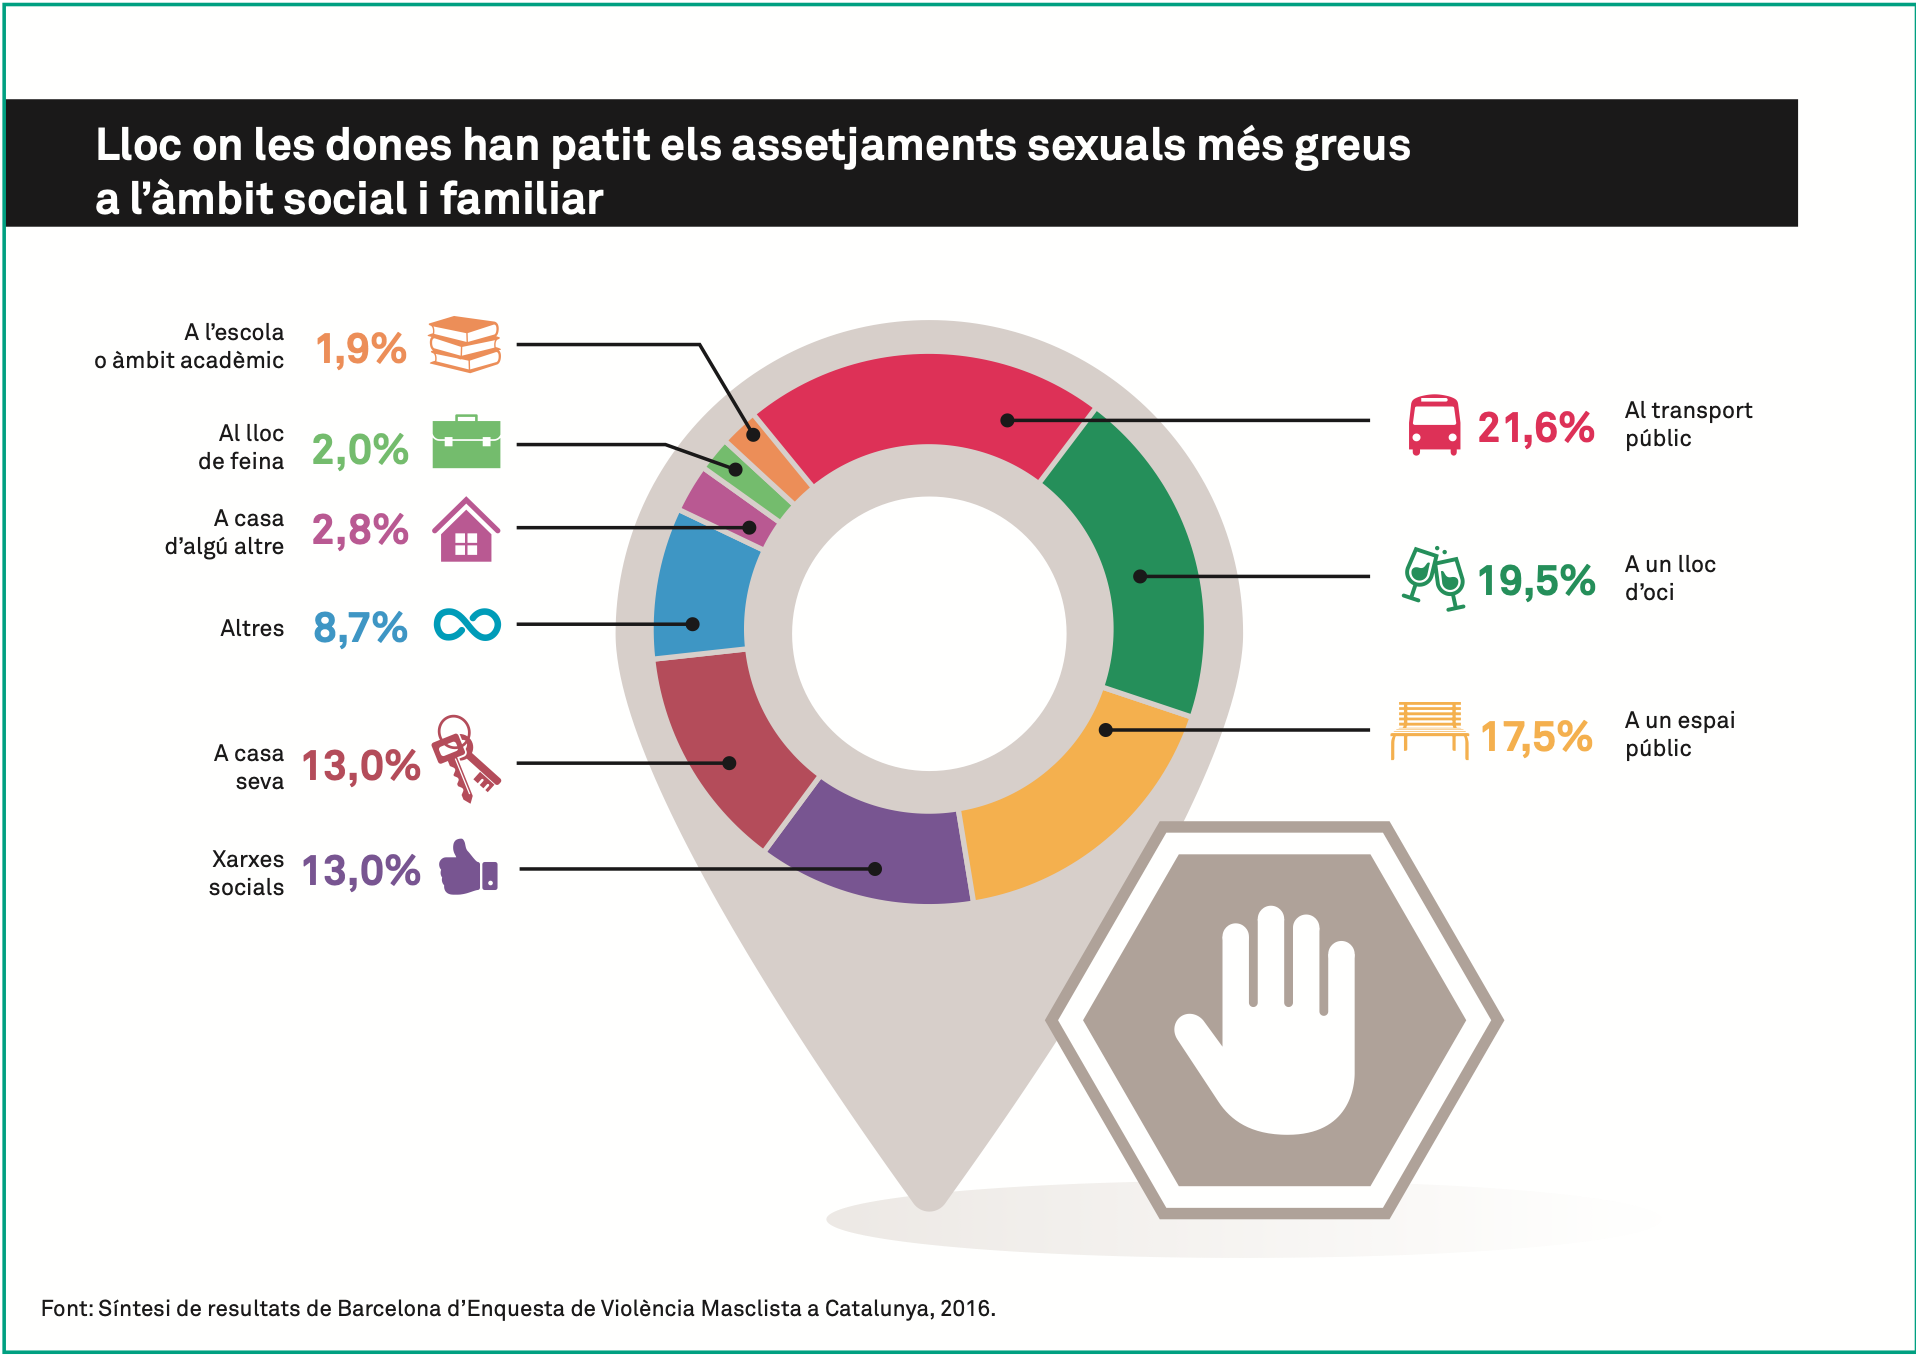 Lloc on les dones han patit els assetjaments sexuals més greus
a l’àmbit social i familiar
A l’escola
o àmbit acadèmic
1,9%
Al lloc
de feina
2,0%
A casa
d’algú altre
2,8%
Altres
8,7%
A casa
seva
13,0%
Xarxes
socials
13,0%
21,6%
Al transport
públic
19,5%
A un lloc
d’oci
17,5%
A un espai
públic
Font: Síntesi de resultats de Barcelona d’Enquesta de Violència Masclista a Catalunya, 2016.